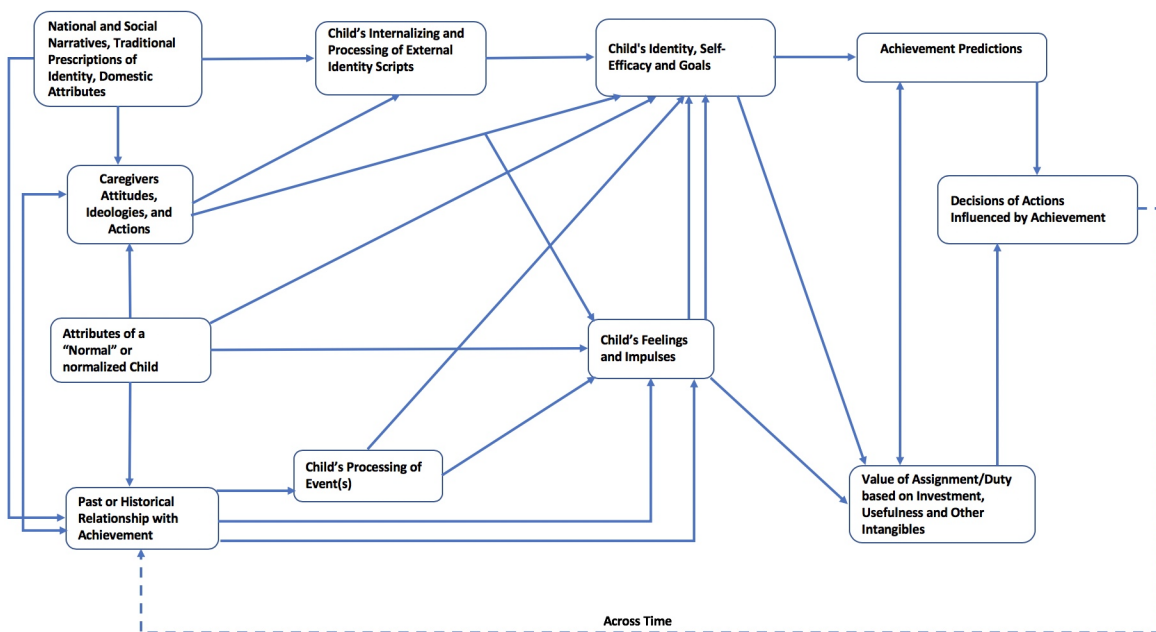 National and Social
Narratives, Traditional
Prescriptions of
Identity, Domestic
Attributes
Child's Internalizing and
Processing of External
Identity Scripts
Child's Identity, Self-
Efficacy and Goals
Achievement Predictions
Caregivers
Attitudes,
Ideologies, and
Actions
Decisions of Actions
Influenced by Achievement
Attributes of a
“Normal” or
normalized Child
Child’s Feelings
and Impulses
Child’s Processing of
Event(s)
Value of Assignment/Duty
based on Investment,
Usefulness and Other
Intangibles
Past or Historical
Relationship with
Achievement
Across Time